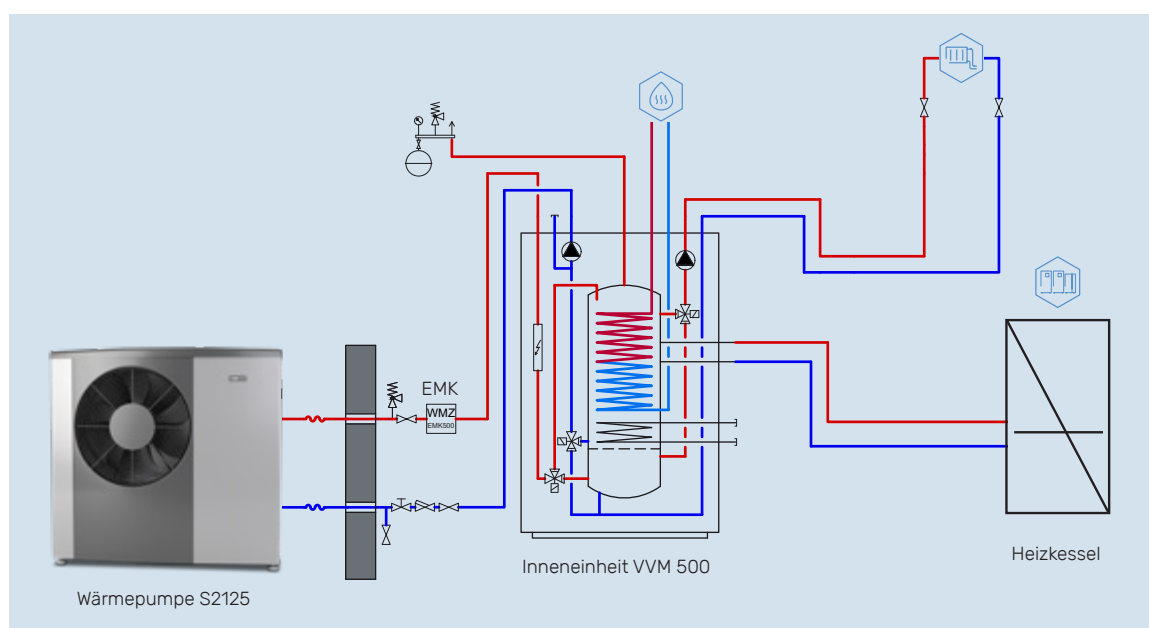 EMK
WMZ
EMK500
Inneneinheit VVM 500
Heizkessel
Wärmepumpe S2125